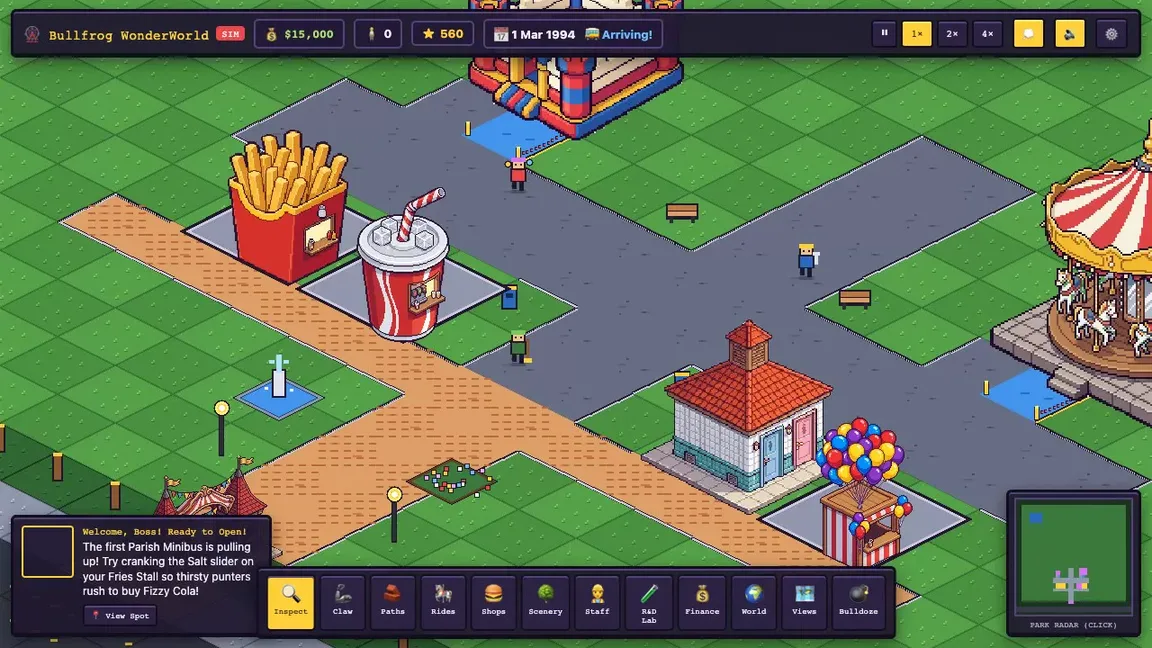 Bullfrog WonderWorld SIM $15,000 0 560 1 Mar 1994 Arriving! 1× 2× 4×
Welcome, Boss! Ready to Open!
The first Parish Minibus is pulling
up! Try cranking the Salt slider on
your Fries Stall so thirsty punters
rush to buy Fizzy Cola!
View Spot
Inspect Claw Paths Rides Shops Scenery Staff R&D Finance World Views Bulldoze
Lab
PARK RADAR (CLICK)